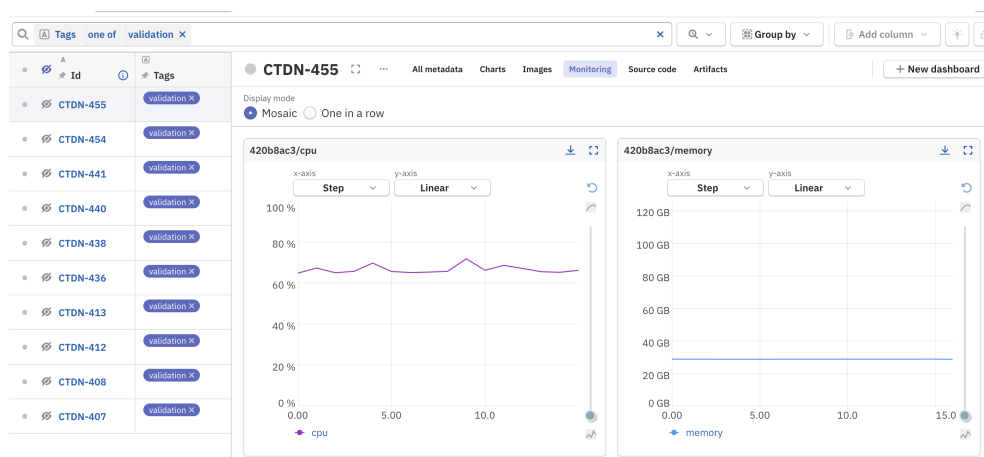 A Tags one of validation ×
Group by
Add column
A
Id
A
Tags
CTDN-455 validation ×
CTDN-454 validation ×
CTDN-441 validation ×
CTDN-440 validation ×
CTDN-438 validation ×
CTDN-436 validation ×
CTDN-413 validation ×
CTDN-412 validation ×
CTDN-408 validation ×
CTDN-407 validation ×
CTDN-455 ... All metadata Charts Images Monitoring Source code Artifacts + New dashboard
Display mode
Mosaic One in a row
420b8ac3/cpu
x-axis y-axis
Step Linear
100 %
80 %
60 %
40 %
20 %
0 %
0.00 5.00 10.0
cpu
420b8ac3/memory
x-axis y-axis
Step Linear
120 GB
100 GB
80 GB
60 GB
40 GB
20 GB
0 GB
0.00 5.00 10.0 15.0
memory